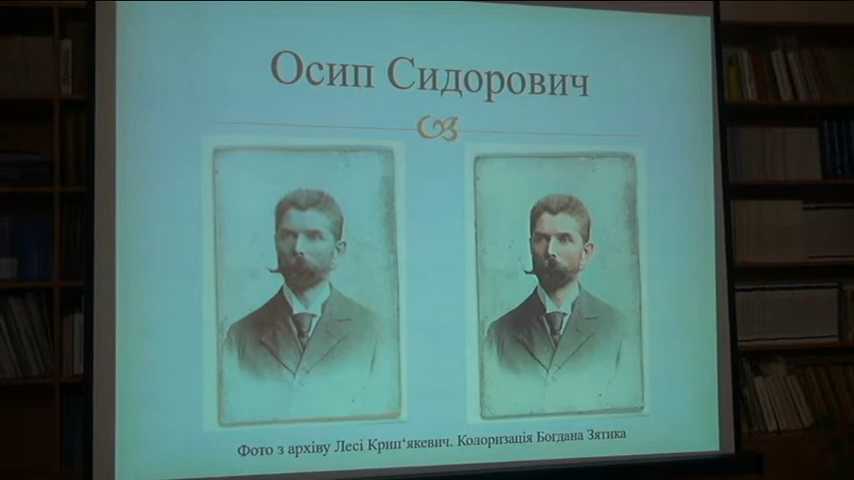 Осип Сидорович
Фото з архіву Лесі Крип‘якевич. Колоризація Богдана Зятика